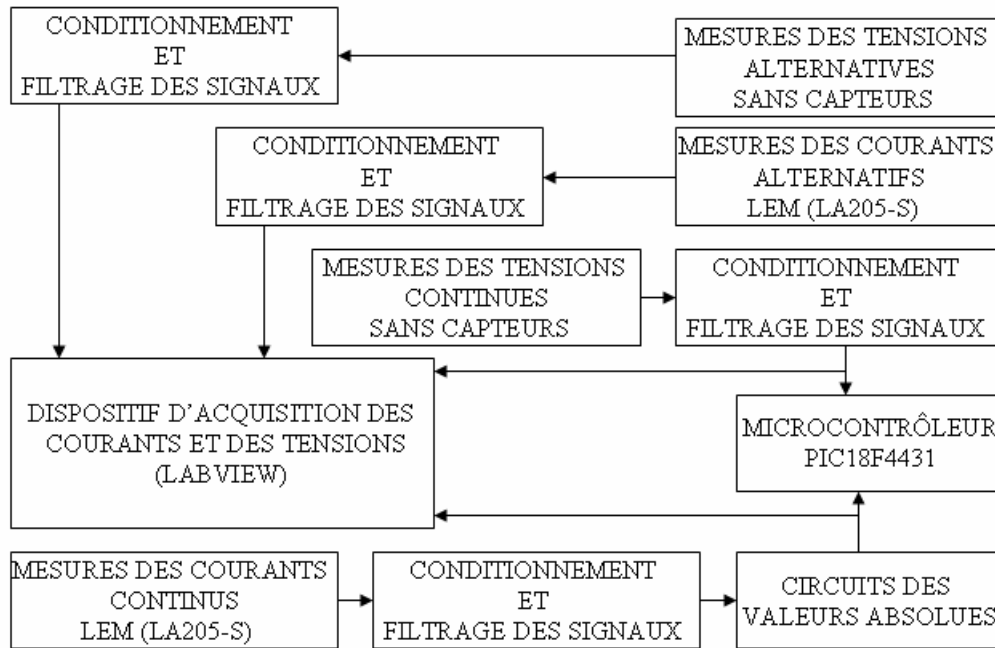 CONDITIONNEMENT
ET
FILTRAGE DES SIGNAUX
MESURES DES TENSIONS
ALTERNATIVES
SANS CAPTEURS
CONDITIONNEMENT
ET
FILTRAGE DES SIGNAUX
MESURES DES COURANTS
ALTERNATIFS
LEM (LA205-S)
MESURES DES TENSIONS
CONTINUES
SANS CAPTEURS
CONDITIONNEMENT
ET
FILTRAGE DES SIGNAUX
DISPOSITIF D'ACQUISITION DES
COURANTS ET DES TENSIONS
(LABVIEW)
MICROCONTRÔLEUR
PIC18F4431
MESURES DES COURANTS
CONTINUS
LEM (LA205-S)
CONDITIONNEMENT
ET
FILTRAGE DES SIGNAUX
CIRCUITS DES
VALEURS ABSOLUES